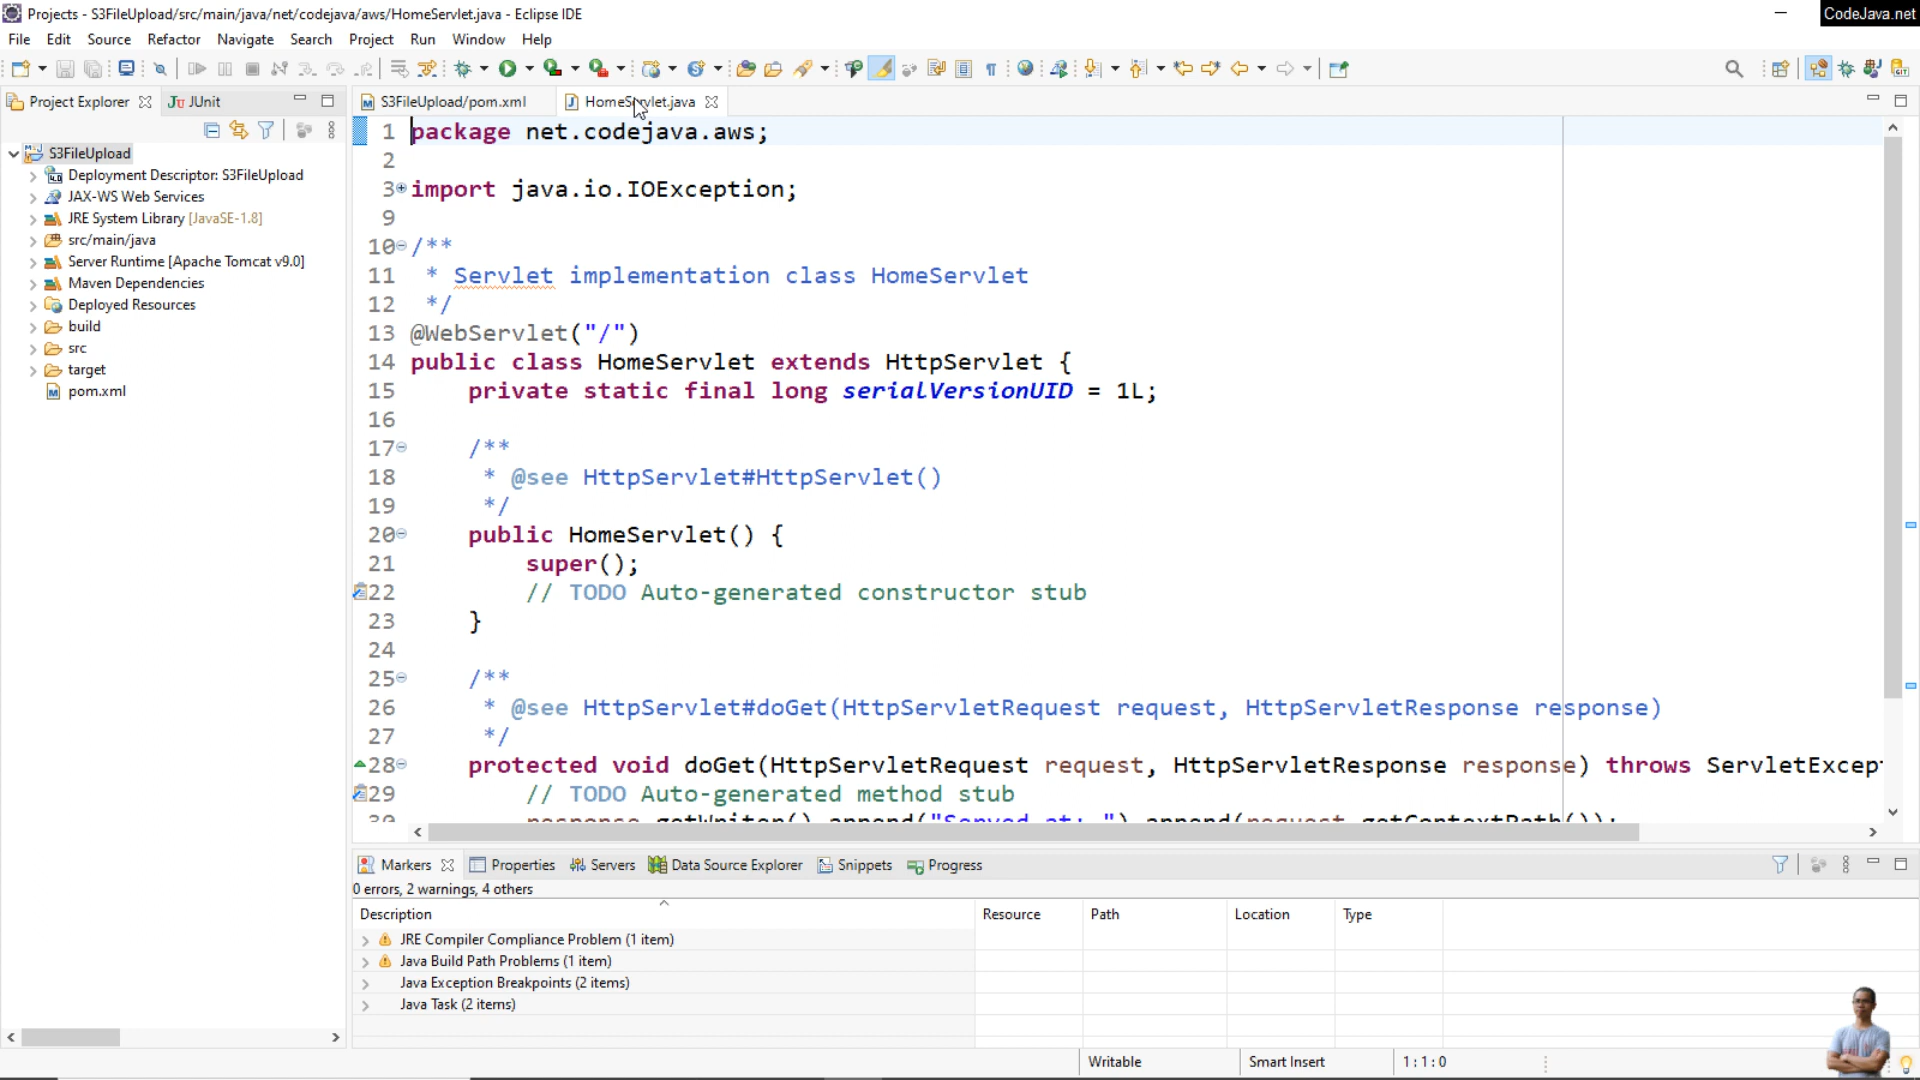 Projects - S3FileUpload/src/main/java/net/codejava/aws/HomeServlet.java - Eclipse IDE
CodeJava.net
File Edit Source Refactor Navigate Search Project Run Window Help
Project Explorer JUnit
S3FileUpload/pom.xml HomeServlet.java
S3FileUpload
Deployment Descriptor: S3FileUpload
JAX-WS Web Services
JRE System Library [JavaSE-1.8]
src/main/java
Server Runtime [Apache Tomcat v9.0]
Maven Dependencies
Deployed Resources
build
src
target
pom.xml
1 package net.codejava.aws;
2
3 import java.io.IOException;
9
10 /**
11 * Servlet implementation class HomeServlet
12 */
13 @WebServlet("/")
14 public class HomeServlet extends HttpServlet {
15 private static final long serialVersionUID = 1L;
16
17 /**
18 * @see HttpServlet#HttpServlet()
19 */
20 public HomeServlet() {
21 super();
22 // TODO Auto-generated constructor stub
23 }
24
25 /**
26 * @see HttpServlet#doGet(HttpServletRequest request, HttpServletResponse response)
27 */
28 protected void doGet(HttpServletRequest request, HttpServletResponse response) throws ServletExcep
29 // TODO Auto-generated method stub
30 response.getWriter().append("Served at: ").append(request.getContextPath());
Markers Properties Servers Data Source Explorer Snippets Progress
0 errors, 2 warnings, 4 others
Description Resource Path Location Type
JRE Compiler Compliance Problem (1 item)
Java Build Path Problems (1 item)
Java Exception Breakpoints (2 items)
Java Task (2 items)
Writable Smart Insert 1:1:0